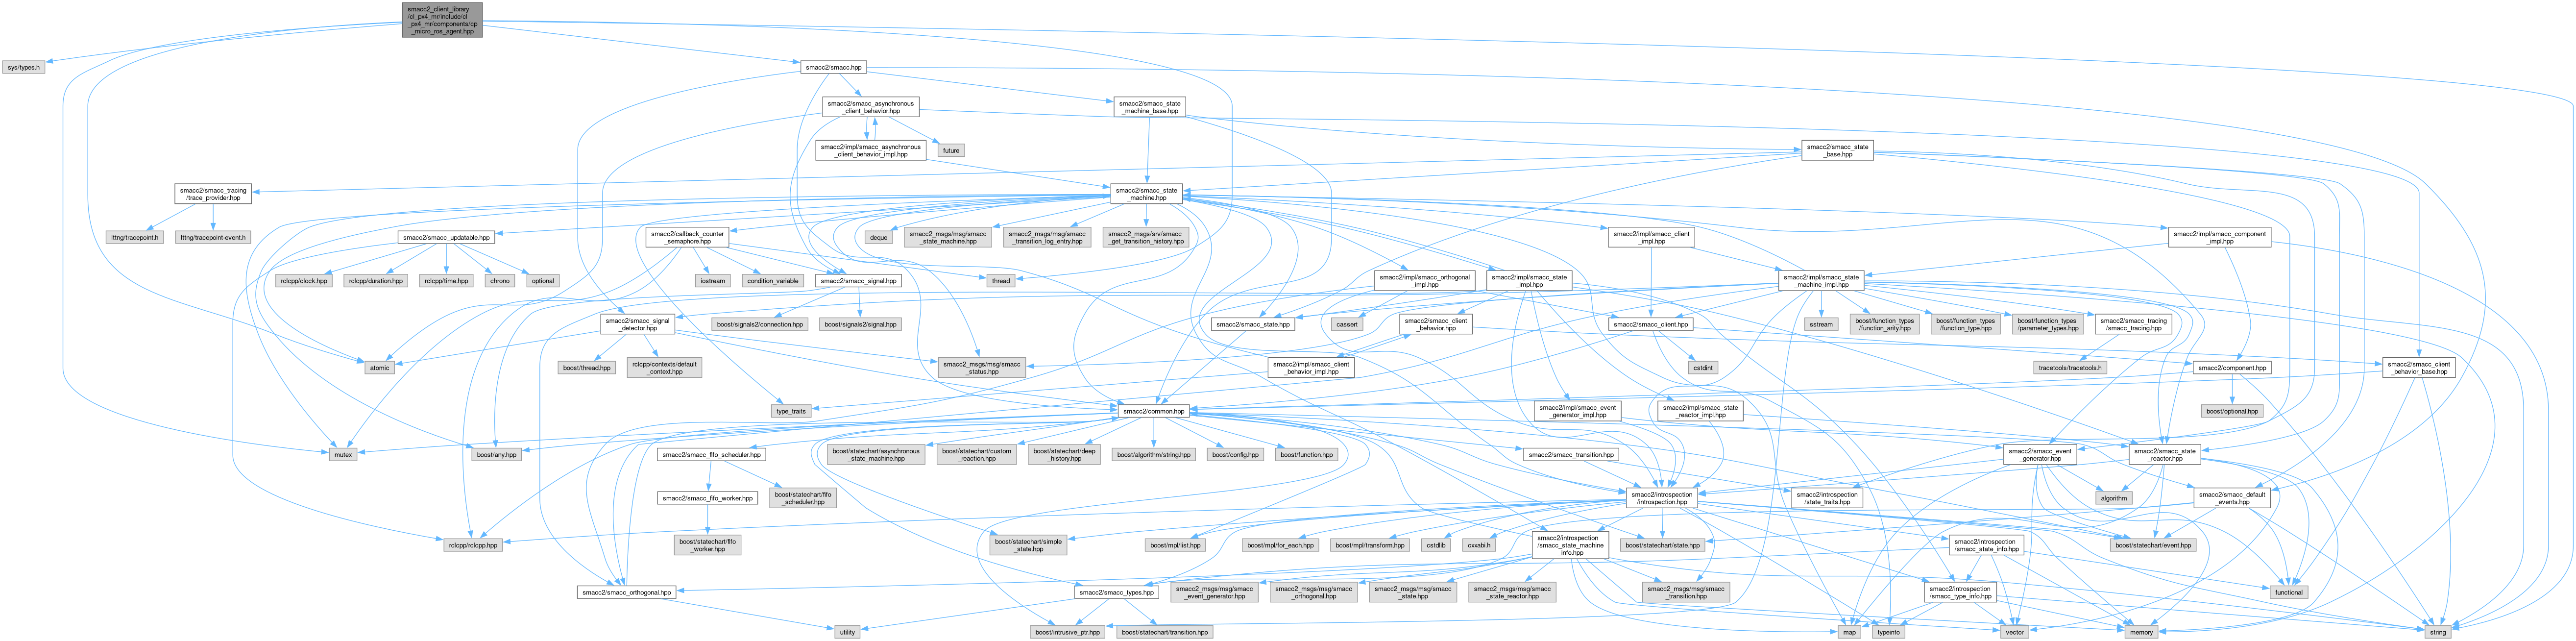 smacc2_client_library
/cl_px4_mr/include/cl
_px4_mr/components/cp
_micro_ros_agent.hpp
sys/types.h
smacc2/smacc.hpp
smacc2/smacc_asynchronous
_client_behavior.hpp
smacc2/smacc_state
_machine_base.hpp
smacc2/impl/smacc_asynchronous
_client_behavior_impl.hpp
future
smacc2/smacc_state
_base.hpp
smacc2/smacc_tracing
/trace_provider.hpp
smacc2/smacc_state
_machine.hpp
lttng/tracepoint.h
lttng/tracepoint-event.h
smacc2/smacc_updatable.hpp
smacc2/callback_counter
_semaphore.hpp
deque
smacc2_msgs/msg/smacc
_state_machine.hpp
smacc2_msgs/msg/smacc
_transition_log_entry.hpp
smacc2_msgs/srv/smacc
_get_transition_history.hpp
smacc2/impl/smacc_client
_impl.hpp
smacc2/impl/smacc_component
_impl.hpp
rclcpp/clock.hpp
rclcpp/duration.hpp
rclcpp/time.hpp
chrono
optional
iostream
condition_variable
smacc2/smacc_signal.hpp
thread
smacc2/impl/smacc_orthogonal
_impl.hpp
smacc2/impl/smacc_state
_impl.hpp
smacc2/impl/smacc_state
_machine_impl.hpp
smacc2/smacc_signal
_detector.hpp
boost/signals2/connection.hpp
boost/signals2/signal.hpp
smacc2/smacc_state.hpp
cassert
smacc2/smacc_client
_behavior.hpp
smacc2/smacc_client.hpp
sstream
boost/function_types
/function_arity.hpp
boost/function_types
/function_type.hpp
boost/function_types
/parameter_types.hpp
smacc2/smacc_tracing
/smacc_tracing.hpp
atomic
boost/thread.hpp
rclcpp/contexts/default
_context.hpp
smacc2_msgs/msg/smacc
_status.hpp
smacc2/impl/smacc_client
_behavior_impl.hpp
cstdint
tracetools/tracetools.h
smacc2/component.hpp
smacc2/smacc_client
_behavior_base.hpp
type_traits
smacc2/common.hpp
smacc2/impl/smacc_event
_generator_impl.hpp
smacc2/impl/smacc_state
_reactor_impl.hpp
boost/optional.hpp
mutex
boost/any.hpp
smacc2/smacc_fifo_scheduler.hpp
boost/statechart/asynchronous
_state_machine.hpp
boost/statechart/custom
_reaction.hpp
boost/statechart/deep
_history.hpp
boost/algorithm/string.hpp
boost/config.hpp
boost/function.hpp
smacc2/smacc_transition.hpp
smacc2/smacc_event
_generator.hpp
smacc2/smacc_state
_reactor.hpp
smacc2/smacc_fifo_worker.hpp
boost/statechart/fifo
_scheduler.hpp
smacc2/introspection
/introspection.hpp
smacc2/introspection
/state_traits.hpp
algorithm
smacc2/smacc_default
_events.hpp
rclcpp/rclcpp.hpp
boost/statechart/fifo
_worker.hpp
boost/statechart/simple
_state.hpp
boost/mpl/list.hpp
boost/mpl/for_each.hpp
boost/mpl/transform.hpp
cstdlib
cxxabi.h
smacc2/introspection
/smacc_state_machine
_info.hpp
boost/statechart/state.hpp
smacc2/introspection
/smacc_state_info.hpp
boost/statechart/event.hpp
smacc2/smacc_orthogonal.hpp
smacc2/smacc_types.hpp
smacc2_msgs/msg/smacc
_event_generator.hpp
smacc2_msgs/msg/smacc
_orthogonal.hpp
smacc2_msgs/msg/smacc
_state.hpp
smacc2_msgs/msg/smacc
_state_reactor.hpp
smacc2_msgs/msg/smacc
_transition.hpp
smacc2/introspection
/smacc_type_info.hpp
functional
utility
boost/intrusive_ptr.hpp
boost/statechart/transition.hpp
map
typeinfo
vector
memory
string